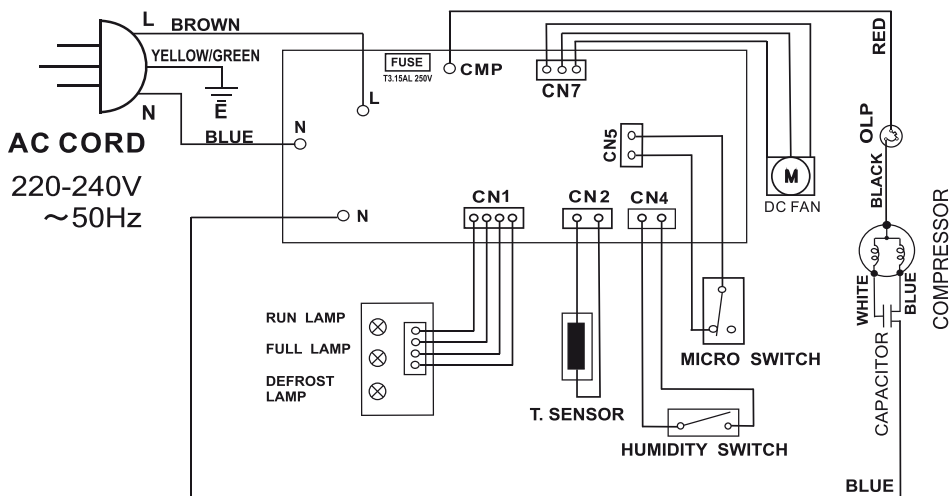 L
BROWN
YELLOW/GREEN
E
N
BLUE
AC CORD
220-240V
~50Hz
FUSE
T3.15AL 250V
CMP
CN7
L
N
CN5
N
CN1
CN2
CN4
M
DC FAN
RED
OLP
BLACK
COMPRESSOR
WHITE
BLUE
CAPACITOR
RUN LAMP
FULL LAMP
DEFROST
LAMP
T. SENSOR
MICRO SWITCH
HUMIDITY SWITCH
BLUE